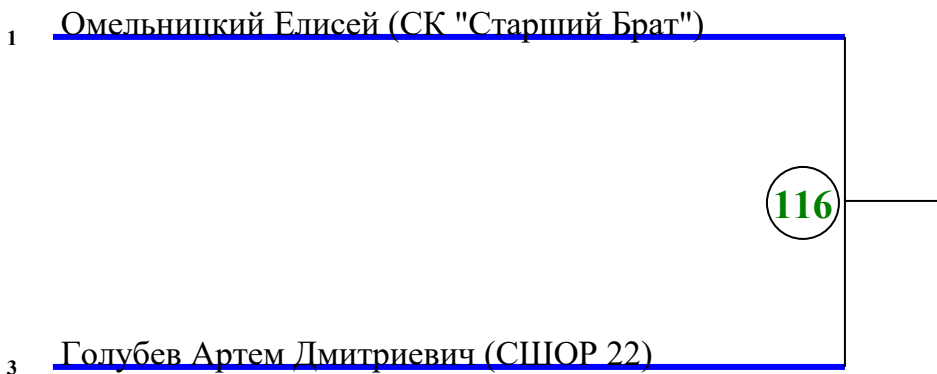 1 Омельницкий Елисей (СК "Старший Брат")
116
3 Голубев Артем Дмитриевич (СШОР 22)